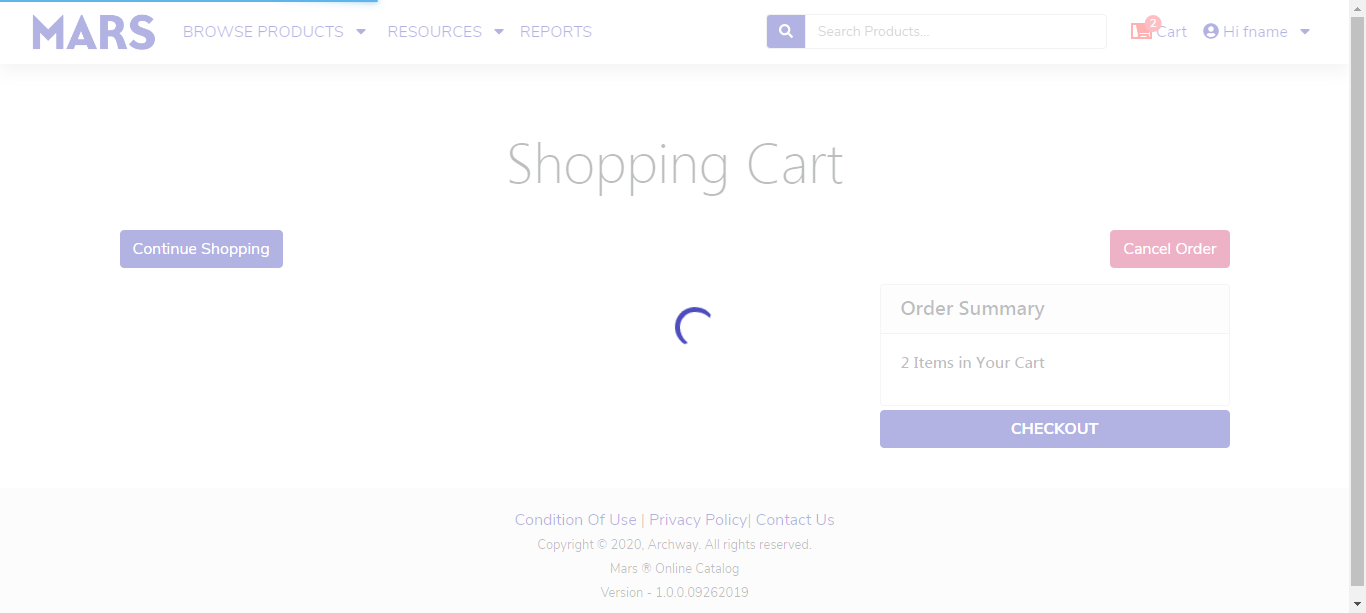 MARS BROWSE PRODUCTS RESOURCES REPORTS Search Products... 2 Cart Hi fname
Shopping Cart
Continue Shopping Cancel Order
Order Summary
2 Items in Your Cart
CHECKOUT
Condition Of Use | Privacy Policy| Contact Us
Copyright © 2020, Archway. All rights reserved.
Mars ® Online Catalog
Version - 1.0.0.09262019